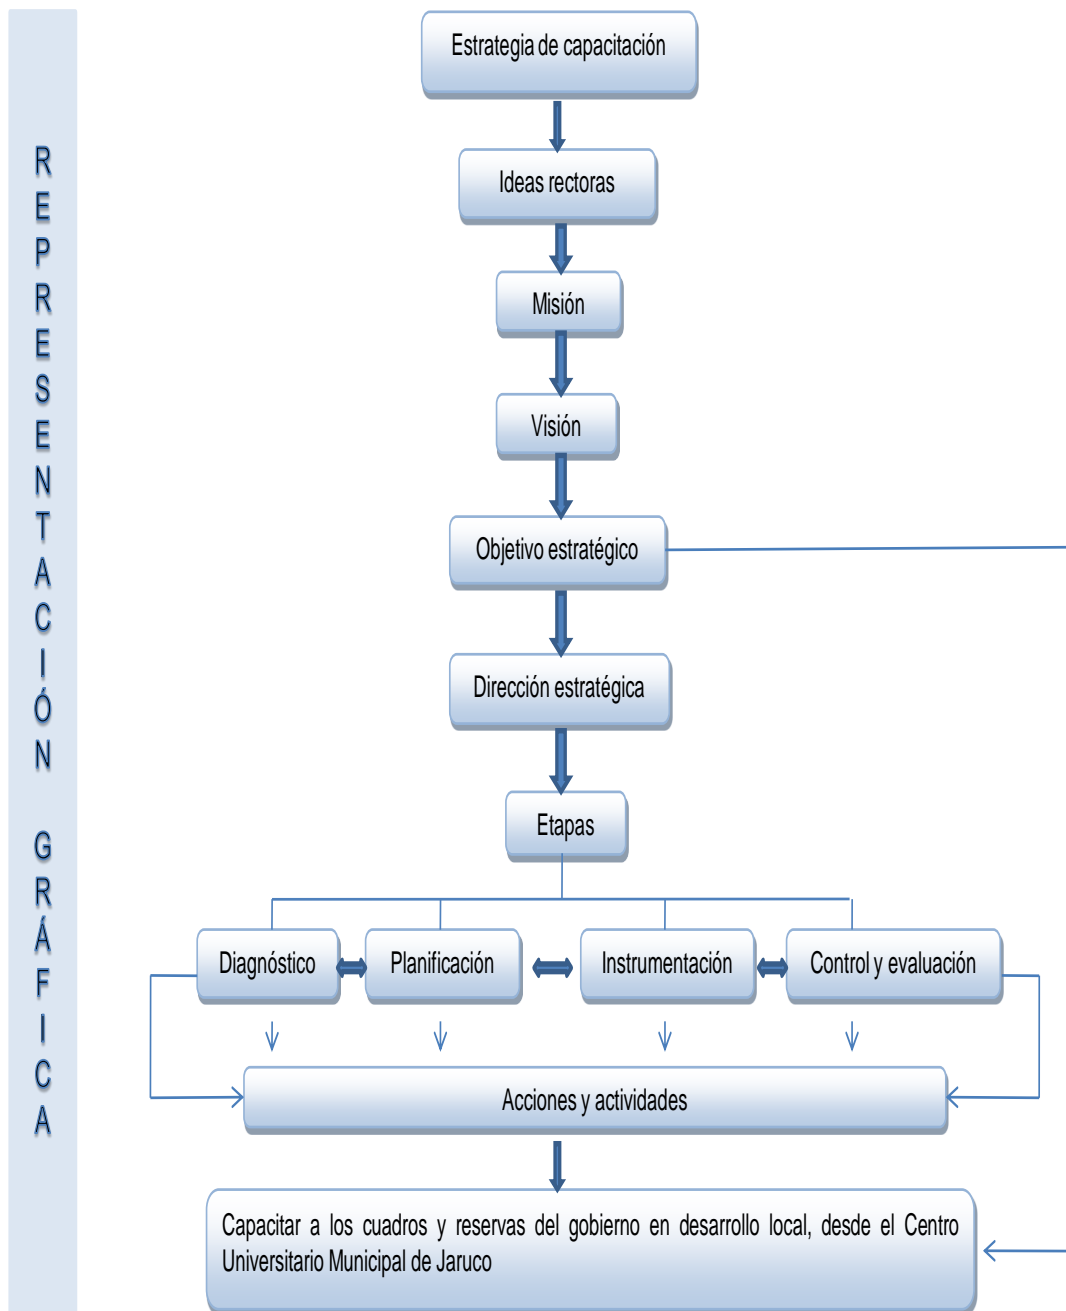 REPRESENTACIÓN GRÁFICA
Estrategia de capacitación
Ideas rectoras
Misión
Visión
Objetivo estratégico
Dirección estratégica
Etapas
Diagnóstico
Planificación
Instrumentación
Control y evaluación
Acciones y actividades
Capacitar a los cuadros y reservas del gobierno en desarrollo local, desde el Centro
Universitario Municipal de Jaruco